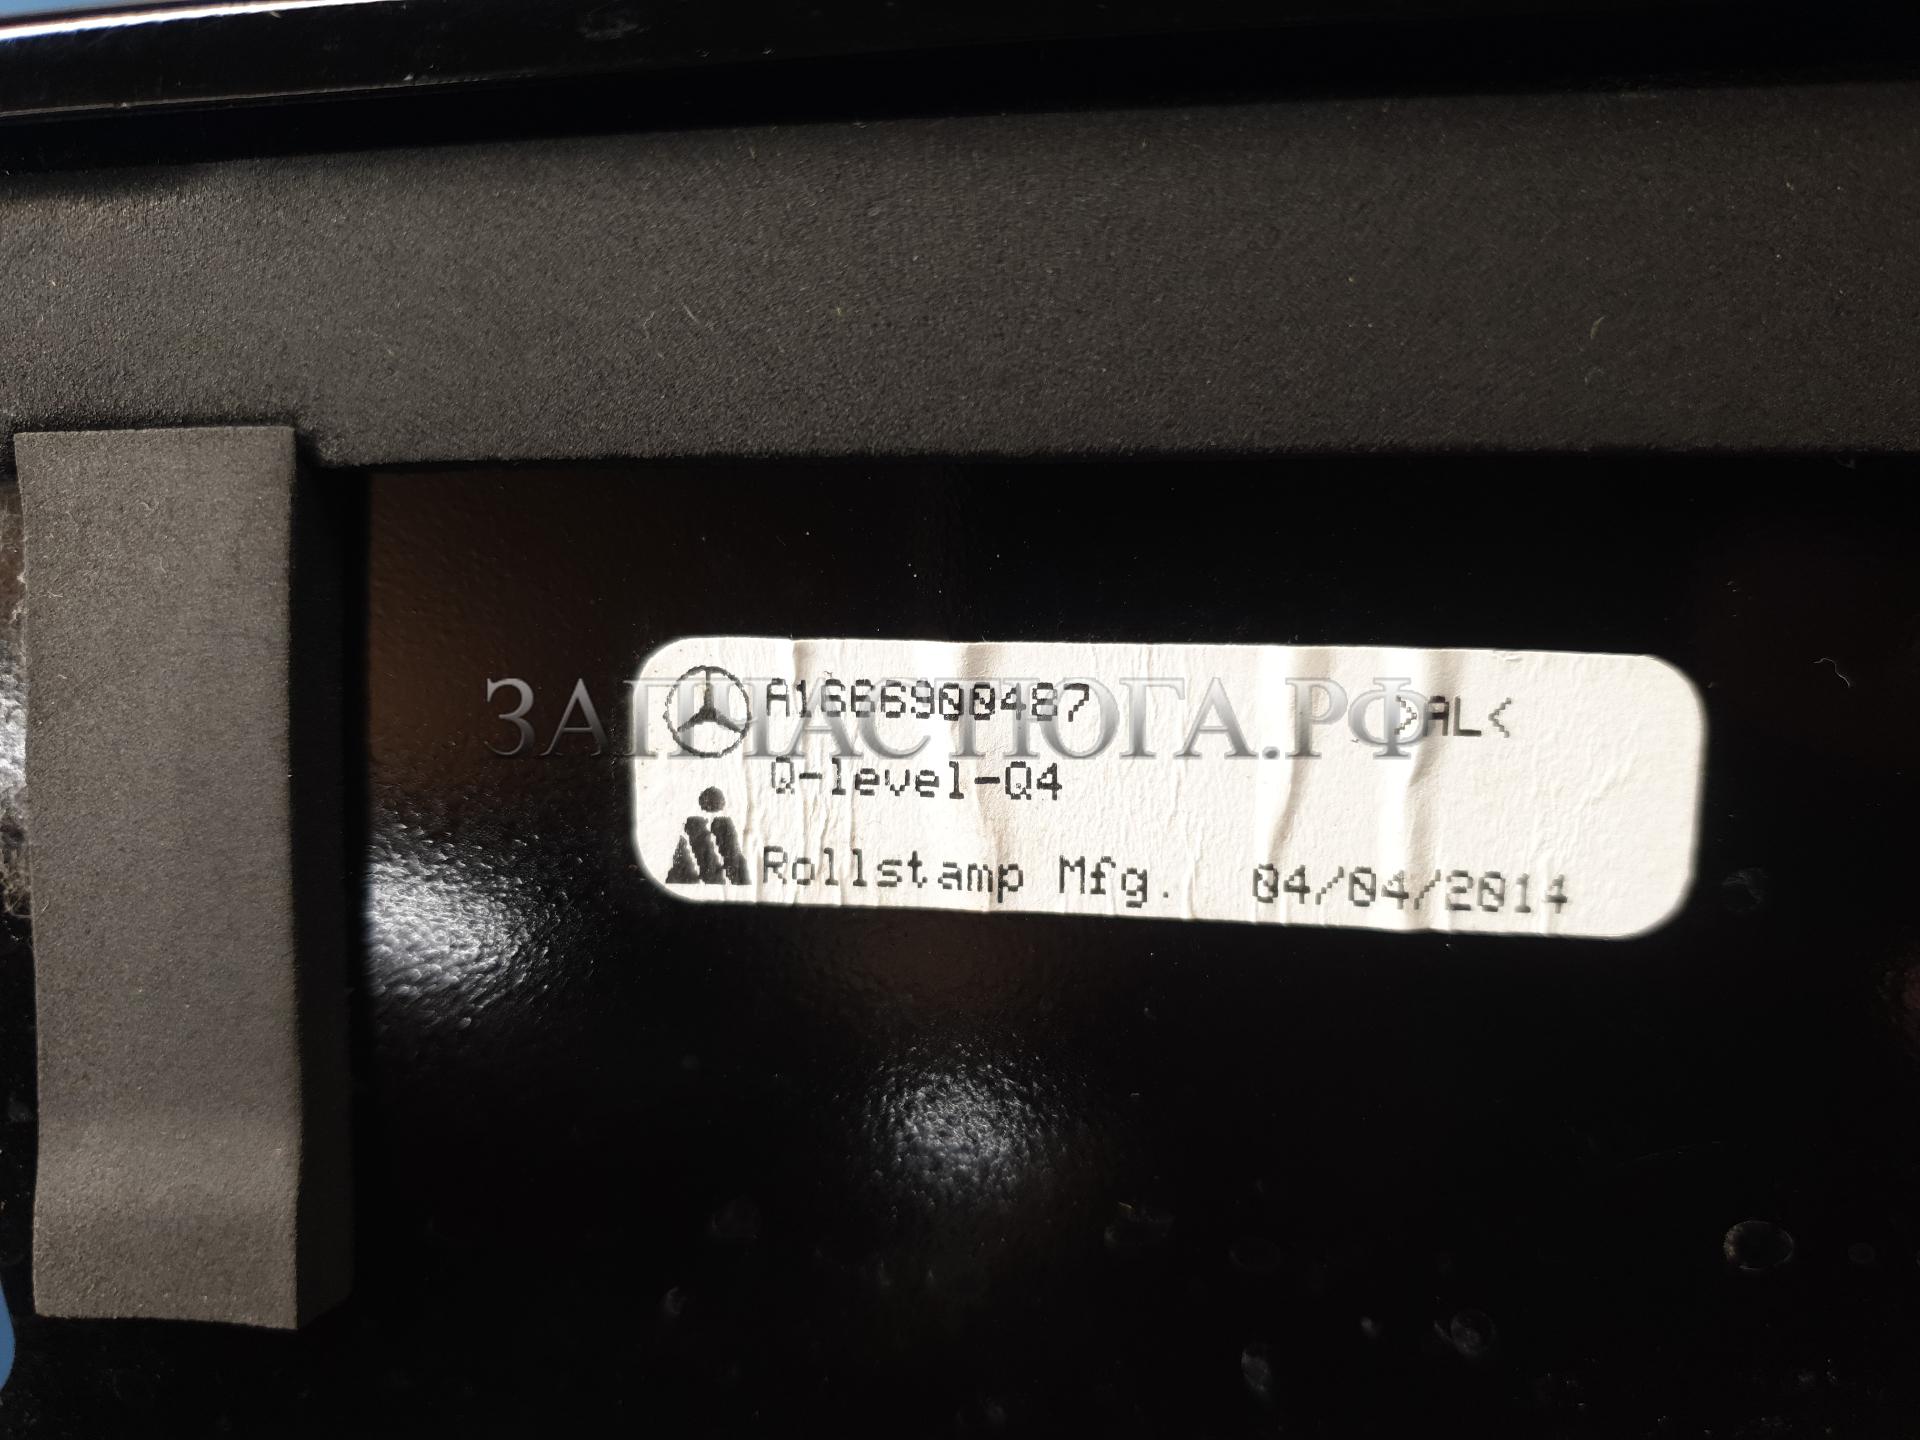 A1666900487 >AL<
Q-level-Q4
Rollstamp Mfg. 04/04/2014
ЗАПЧАСТЮГА.РФ